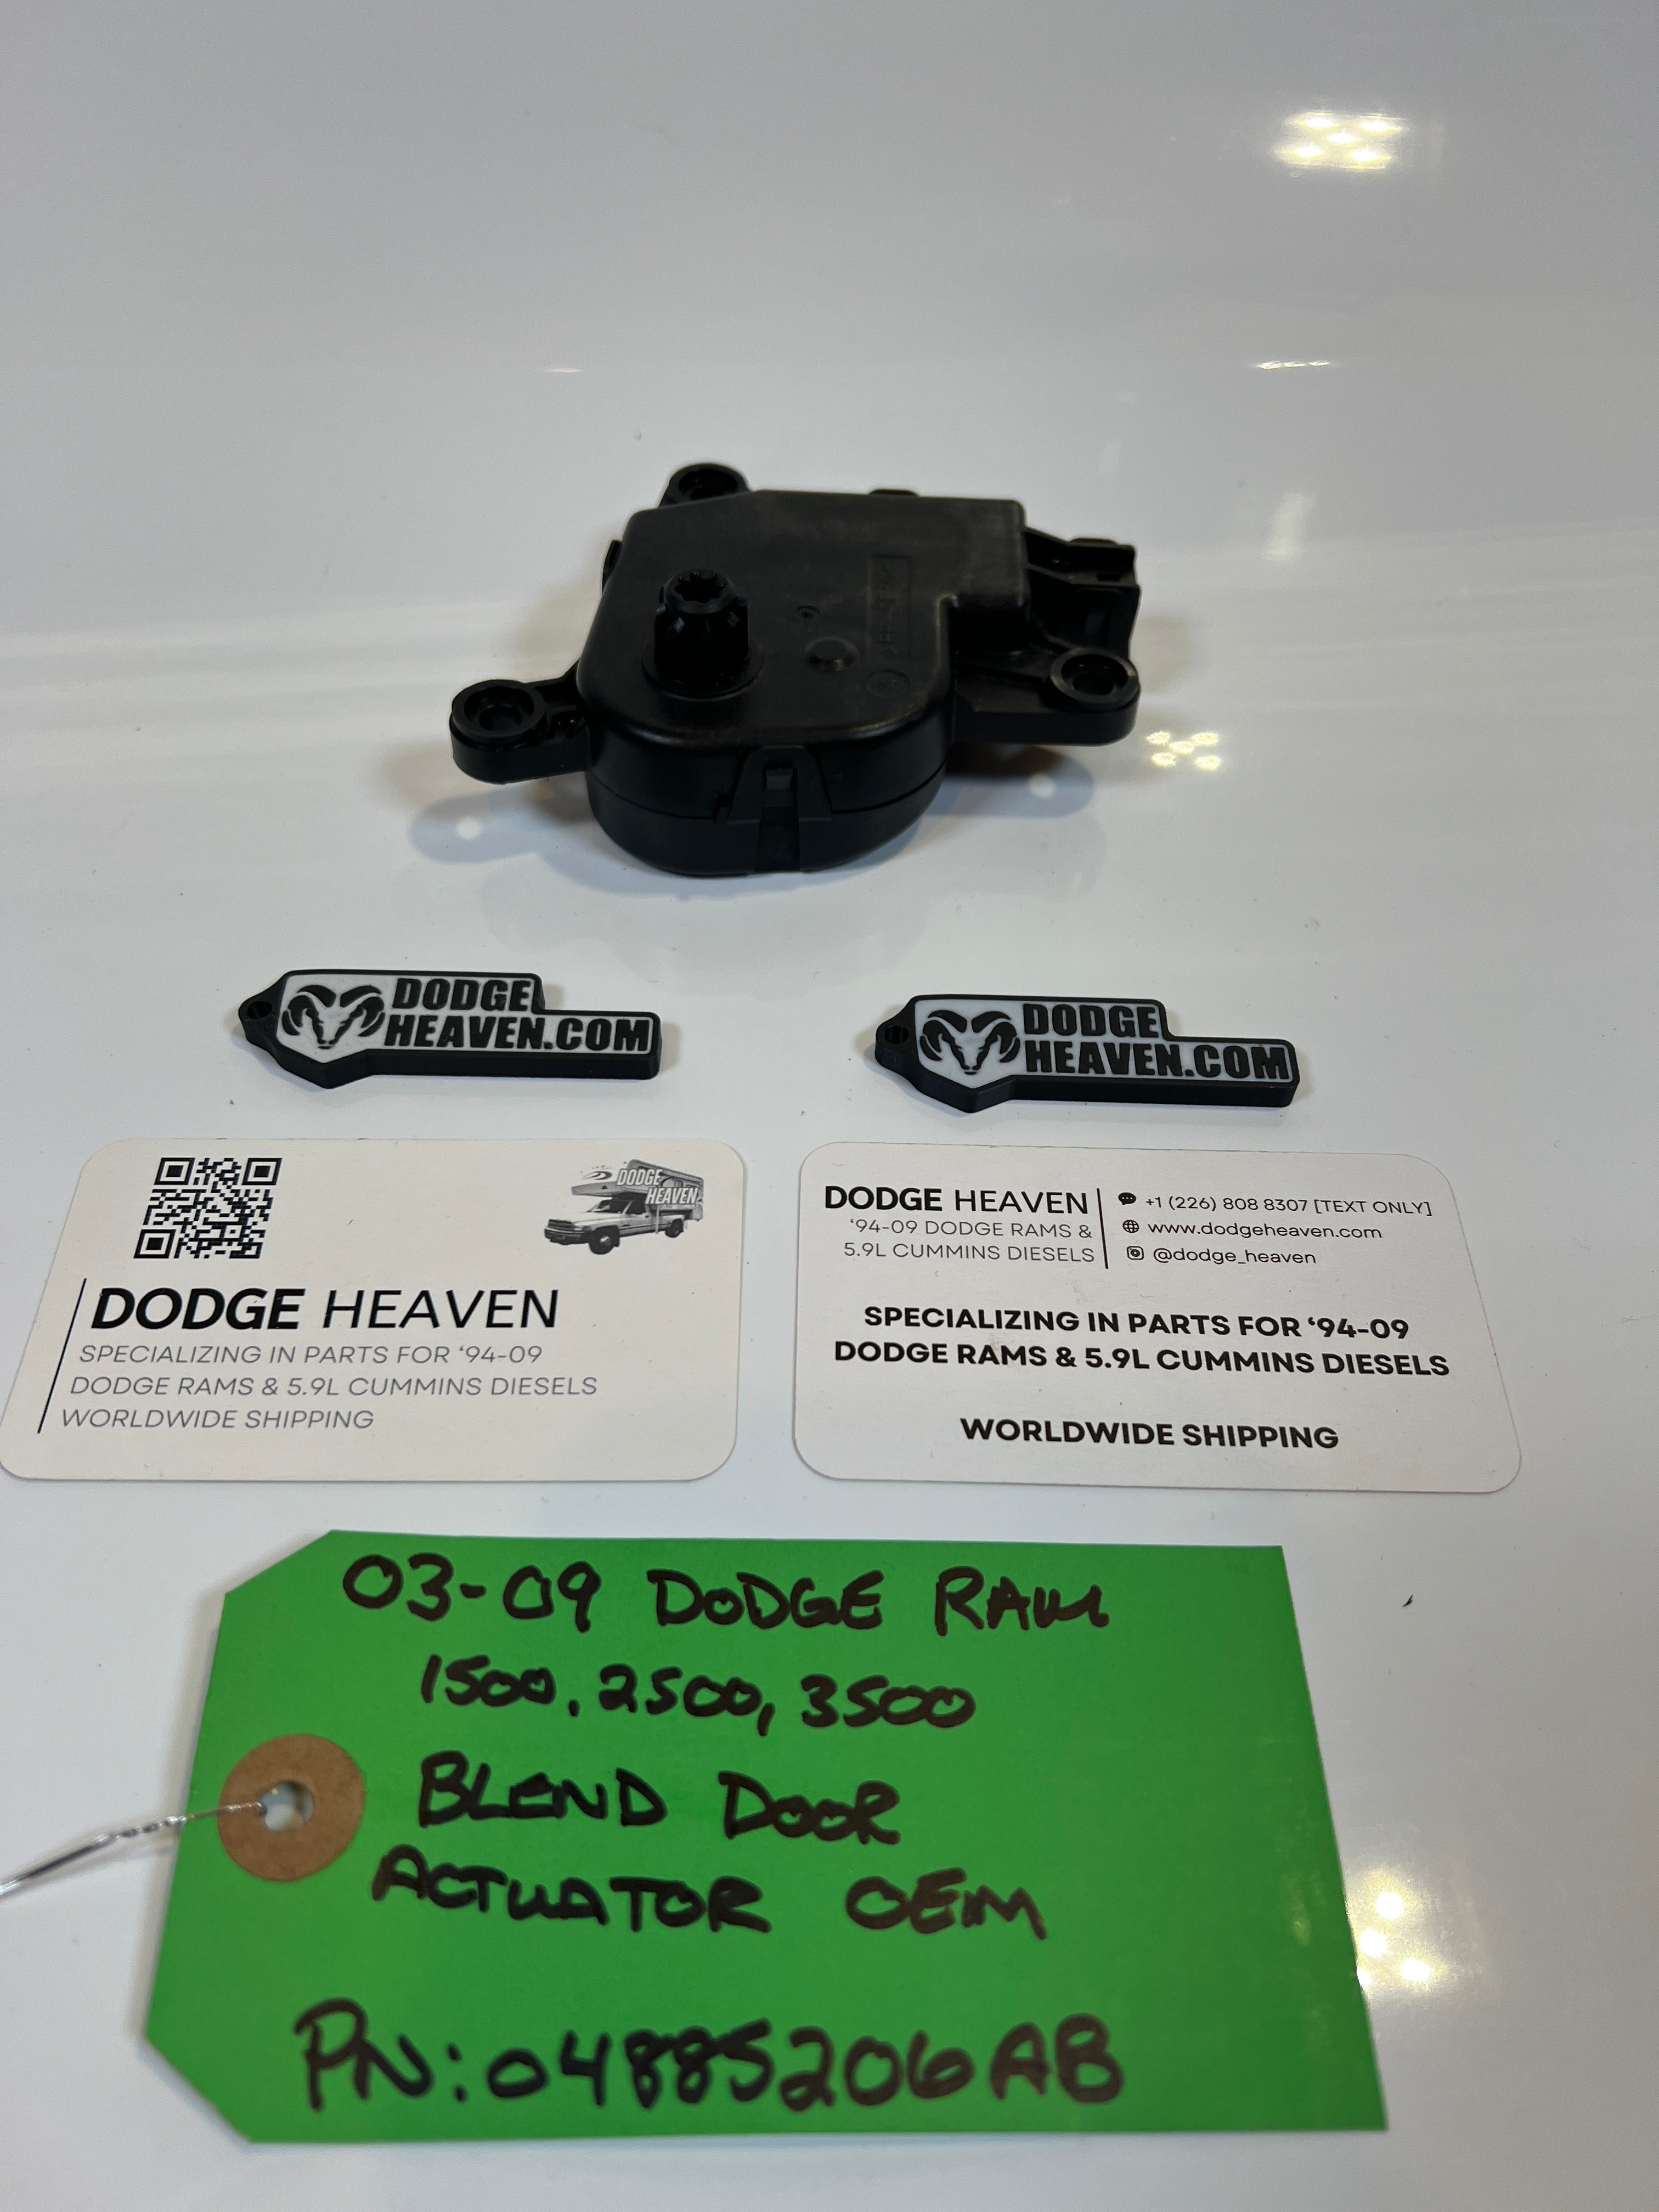 DODGE
HEAVEN.COM
DODGE
HEAVEN.COM
DODGE
HEAVEN
DODGE HEAVEN
SPECIALIZING IN PARTS FOR ‘94-09
DODGE RAMS & 5.9L CUMMINS DIESELS
WORLDWIDE SHIPPING
DODGE HEAVEN
‘94-09 DODGE RAMS &
5.9L CUMMINS DIESELS
+1 (226) 808 8307 [TEXT ONLY]
www.dodgeheaven.com
@dodge_heaven
SPECIALIZING IN PARTS FOR ‘94-09
DODGE RAMS & 5.9L CUMMINS DIESELS
WORLDWIDE SHIPPING
03-09 DODGE RAM
1500, 2500, 3500
BLEND DOOR
ACTUATOR OEM
PN: 04885206AB